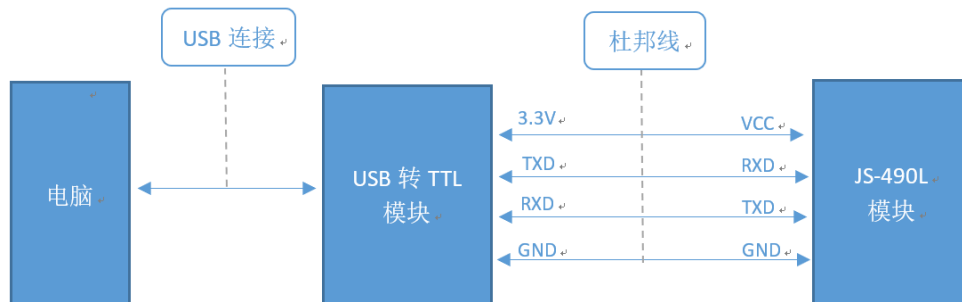 USB 连接
杜邦线
电脑
USB 转 TTL
模块
3.3V
VCC
TXD
RXD
RXD
TXD
GND
GND
JS-490L
模块